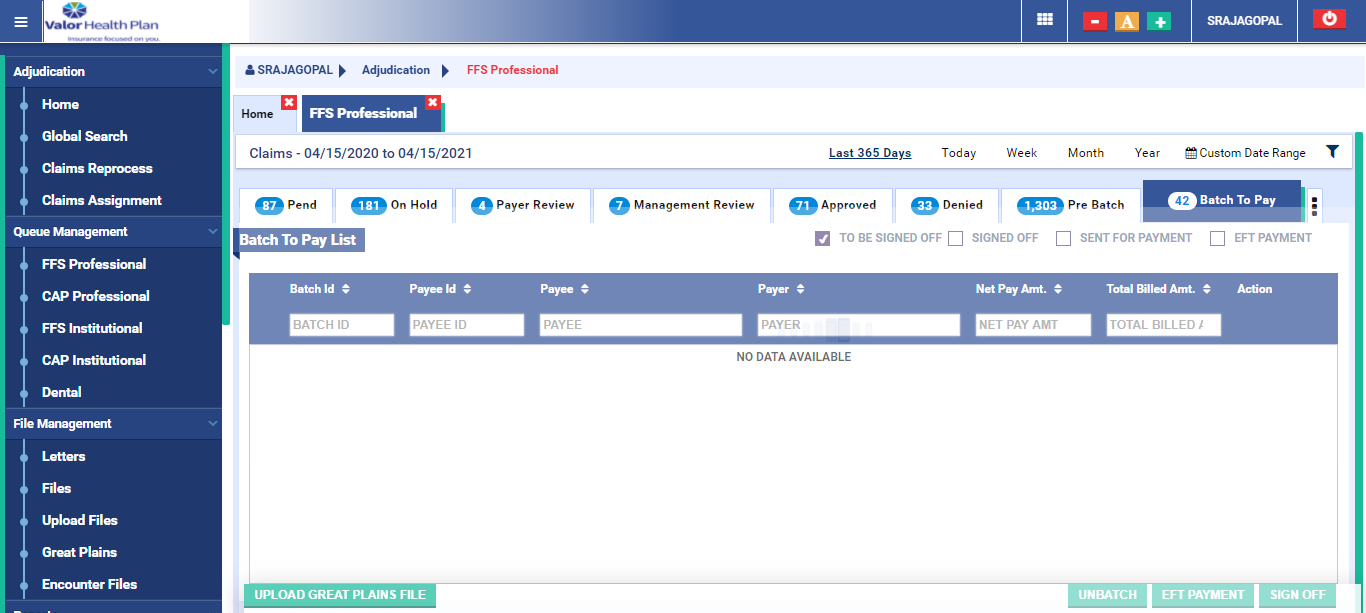 Valor Health Plan
Insurance focused on you.
A
SRAJAGOPAL
Adjudication
Home
Global Search
Claims Reprocess
Claims Assignment
Queue Management
FFS Professional
CAP Professional
FFS Institutional
CAP Institutional
Dental
File Management
Letters
Files
Upload Files
Great Plains
Encounter Files
SRAJAGOPAL Adjudication FFS Professional
Home FFS Professional
Claims - 04/15/2020 to 04/15/2021 Last 365 Days Today Week Month Year Custom Date Range
87 Pend 181 On Hold 4 Payer Review 7 Management Review 71 Approved 33 Denied 1,303 Pre Batch 42 Batch To Pay
Batch To Pay List TO BE SIGNED OFF SIGNED OFF SENT FOR PAYMENT EFT PAYMENT
Batch Id Payee Id Payee Payer Net Pay Amt. Total Billed Amt. Action
BATCH ID PAYEE ID PAYEE PAYER NET PAY AMT TOTAL BILLED
NO DATA AVAILABLE
UPLOAD GREAT PLAINS FILE UNBATCH EFT PAYMENT SIGN OFF